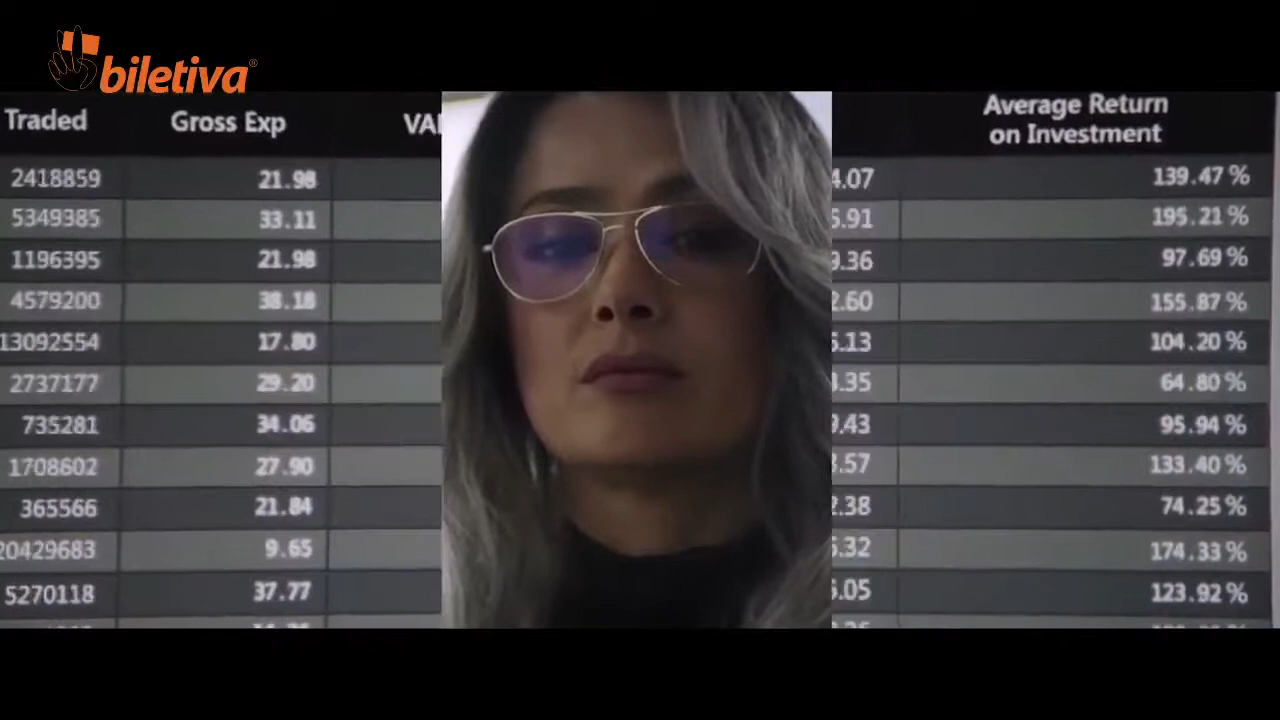 biletiva®
Traded Gross Exp Average Return
on Investment
2418859 21.98 4.07 139.47 %
5349385 33.11 5.91 195.21 %
1196395 21.98 9.36 97.69 %
4579200 38.18 2.60 155.87 %
13092554 17.80 5.13 104.20 %
2737177 29.20 .35 64.80 %
735281 34.06 9.43 95.94 %
1708602 27.90 .57 133.40 %
365566 21.84 2.38 74.25 %
20429683 9.65 5.32 174.33 %
5270118 37.77 5.05 123.92 %